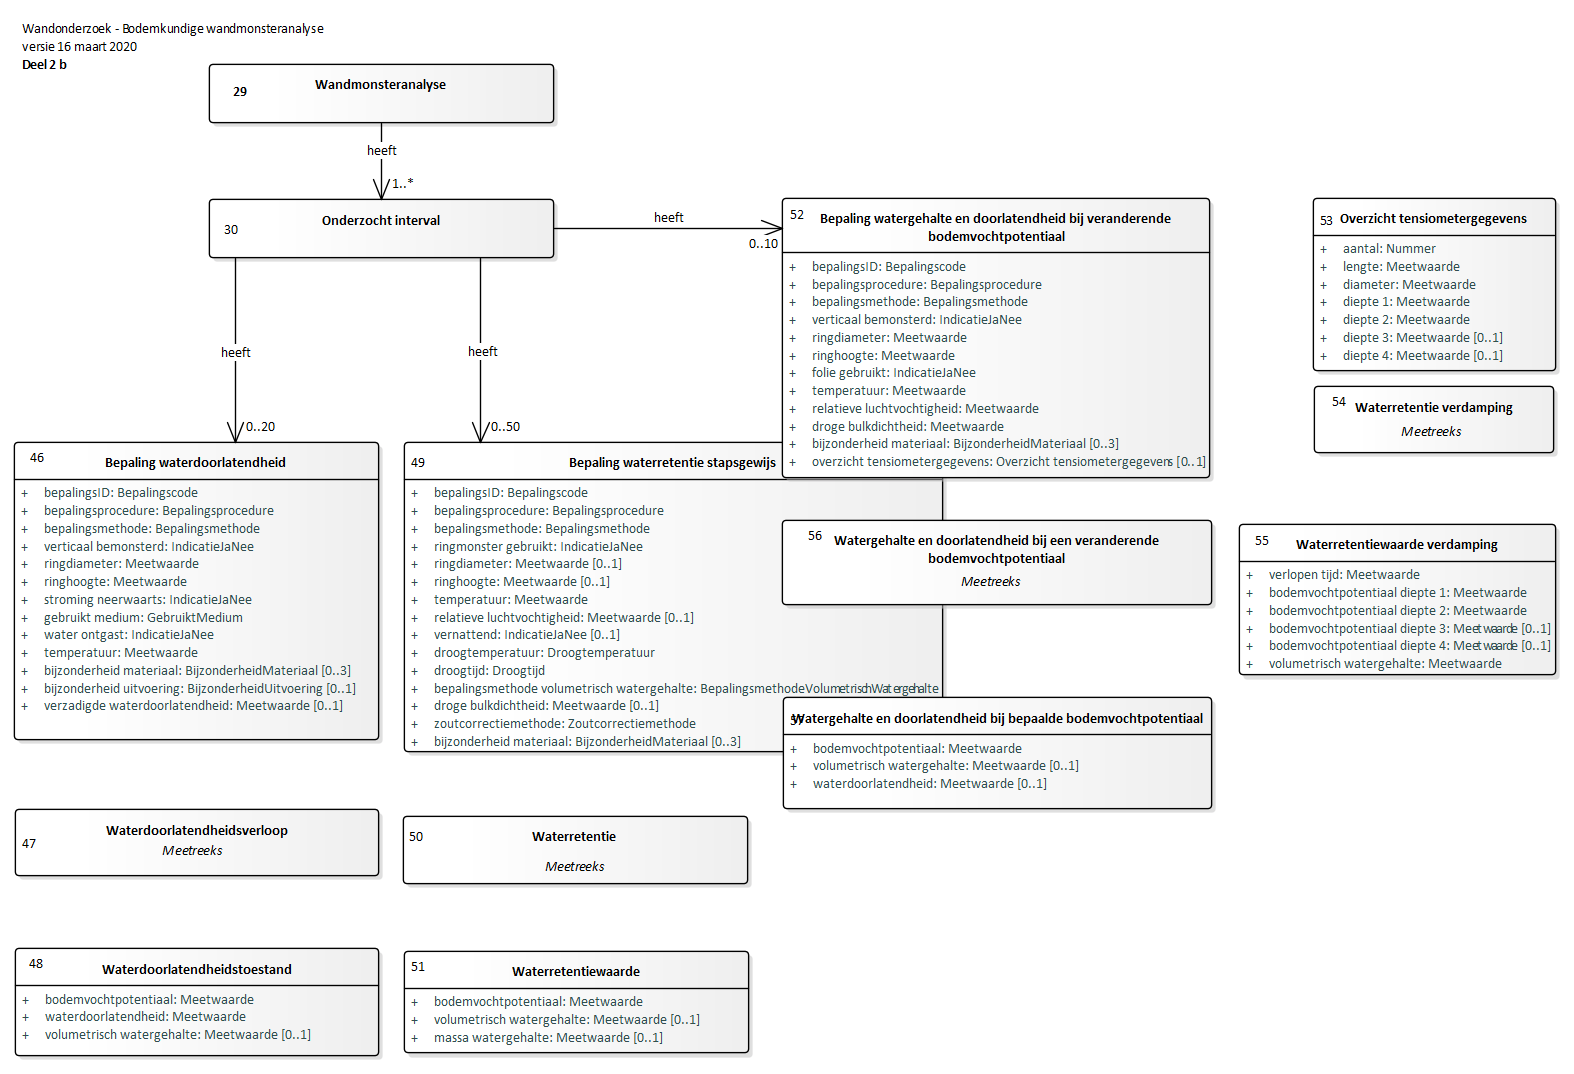 Wandonderzoek - Bodemkundige wandmonsteranalyse
versie 16 maart 2020
Deel 2 b
29
Wandmonsteranalyse
heeft
1..*
30
Onderzocht interval
heeft
0..10
heeft
0..20
heeft
0..50
46
Bepaling waterdoorlatendheid
+ bepalingsID: Bepalingscode
+ bepalingsprocedure: Bepalingsprocedure
+ bepalingsmethode: Bepalingsmethode
+ verticaal bemonsterd: IndicatieJaNee
+ ringdiameter: Meetwaarde
+ ringhoogte: Meetwaarde
+ stroming neerwaarts: IndicatieJaNee
+ gebruikt medium: GebruiktMedium
+ water ontgast: IndicatieJaNee
+ temperatuur: Meetwaarde
+ bijzonderheid materiaal: BijzonderheidMateriaal [0..3]
+ bijzonderheid uitvoering: BijzonderheidUitvoering [0..1]
+ verzadigde waterdoorlatendheid: Meetwaarde [0..1]
49
Bepaling waterretentie stapsgewijs
+ bepalingsID: Bepalingscode
+ bepalingsprocedure: Bepalingsprocedure
+ bepalingsmethode: Bepalingsmethode
+ ringmonster gebruikt: IndicatieJaNee
+ ringdiameter: Meetwaarde [0..1]
+ ringhoogte: Meetwaarde [0..1]
+ temperatuur: Meetwaarde
+ relatieve luchtvochtigheid: Meetwaarde [0..1]
+ vernattend: IndicatieJaNee [0..1]
+ droogtemperatuur: Droogtemperatuur
+ droogtijd: Droogtijd
+ bepalingsmethode volumetrisch watergehalte: BepalingsmethodeVolumetrischWatergehalte
+ droge bulkdichtheid: Meetwaarde [0..1]
+ zoutcorrectiemethode: Zoutcorrectiemethode
+ bijzonderheid materiaal: BijzonderheidMateriaal [0..3]
52
Bepaling watergehalte en doorlatendheid bij veranderende
bodemvochtpotentiaal
+ bepalingsID: Bepalingscode
+ bepalingsprocedure: Bepalingsprocedure
+ bepalingsmethode: Bepalingsmethode
+ verticaal bemonsterd: IndicatieJaNee
+ ringdiameter: Meetwaarde
+ ringhoogte: Meetwaarde
+ folie gebruikt: IndicatieJaNee
+ temperatuur: Meetwaarde
+ relatieve luchtvochtigheid: Meetwaarde
+ droge bulkdichtheid: Meetwaarde
+ bijzonderheid materiaal: BijzonderheidMateriaal [0..3]
+ overzicht tensiometergegevens: Overzicht tensiometergegevens [0..1]
53
Overzicht tensiometergegevens
+ aantal: Nummer
+ lengte: Meetwaarde
+ diameter: Meetwaarde
+ diepte 1: Meetwaarde
+ diepte 2: Meetwaarde
+ diepte 3: Meetwaarde [0..1]
+ diepte 4: Meetwaarde [0..1]
54
Waterretentie verdamping
Meetreeks
56
Watergehalte en doorlatendheid bij een veranderende
bodemvochtpotentiaal
Meetreeks
55
Waterretentiewaarde verdamping
+ verlopen tijd: Meetwaarde
+ bodemvochtpotentiaal diepte 1: Meetwaarde
+ bodemvochtpotentiaal diepte 2: Meetwaarde
+ bodemvochtpotentiaal diepte 3: Meetwaarde [0..1]
+ bodemvochtpotentiaal diepte 4: Meetwaarde [0..1]
+ volumetrisch watergehalte: Meetwaarde
Watergehalte en doorlatendheid bij bepaalde bodemvochtpotentiaal
+ bodemvochtpotentiaal: Meetwaarde
+ volumetrisch watergehalte: Meetwaarde [0..1]
+ waterdoorlatendheid: Meetwaarde [0..1]
47
Waterdoorlatendheidsverloop
Meetreeks
50
Waterretentie
Meetreeks
48
Waterdoorlatendheidstoestand
+ bodemvochtpotentiaal: Meetwaarde
+ waterdoorlatendheid: Meetwaarde
+ volumetrisch watergehalte: Meetwaarde [0..1]
51
Waterretentiewaarde
+ bodemvochtpotentiaal: Meetwaarde
+ volumetrisch watergehalte: Meetwaarde [0..1]
+ massa watergehalte: Meetwaarde [0..1]